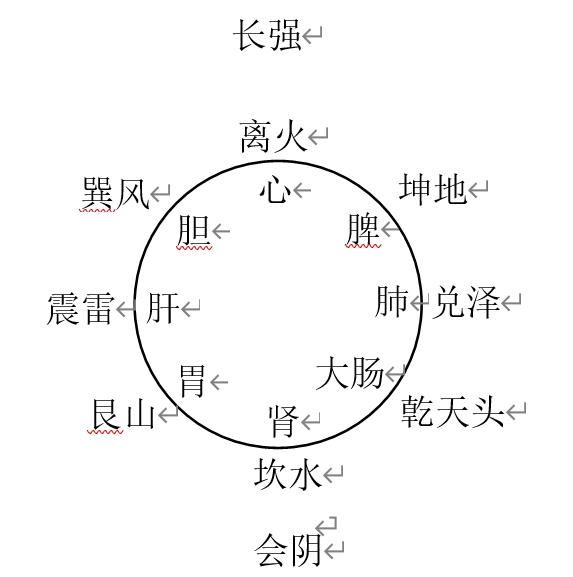 长强
离火
巽风
心
坤地
胆
脾
震雷
肝
肺
兑泽
胃
大肠
艮山
肾
乾天头
坎水
会阴